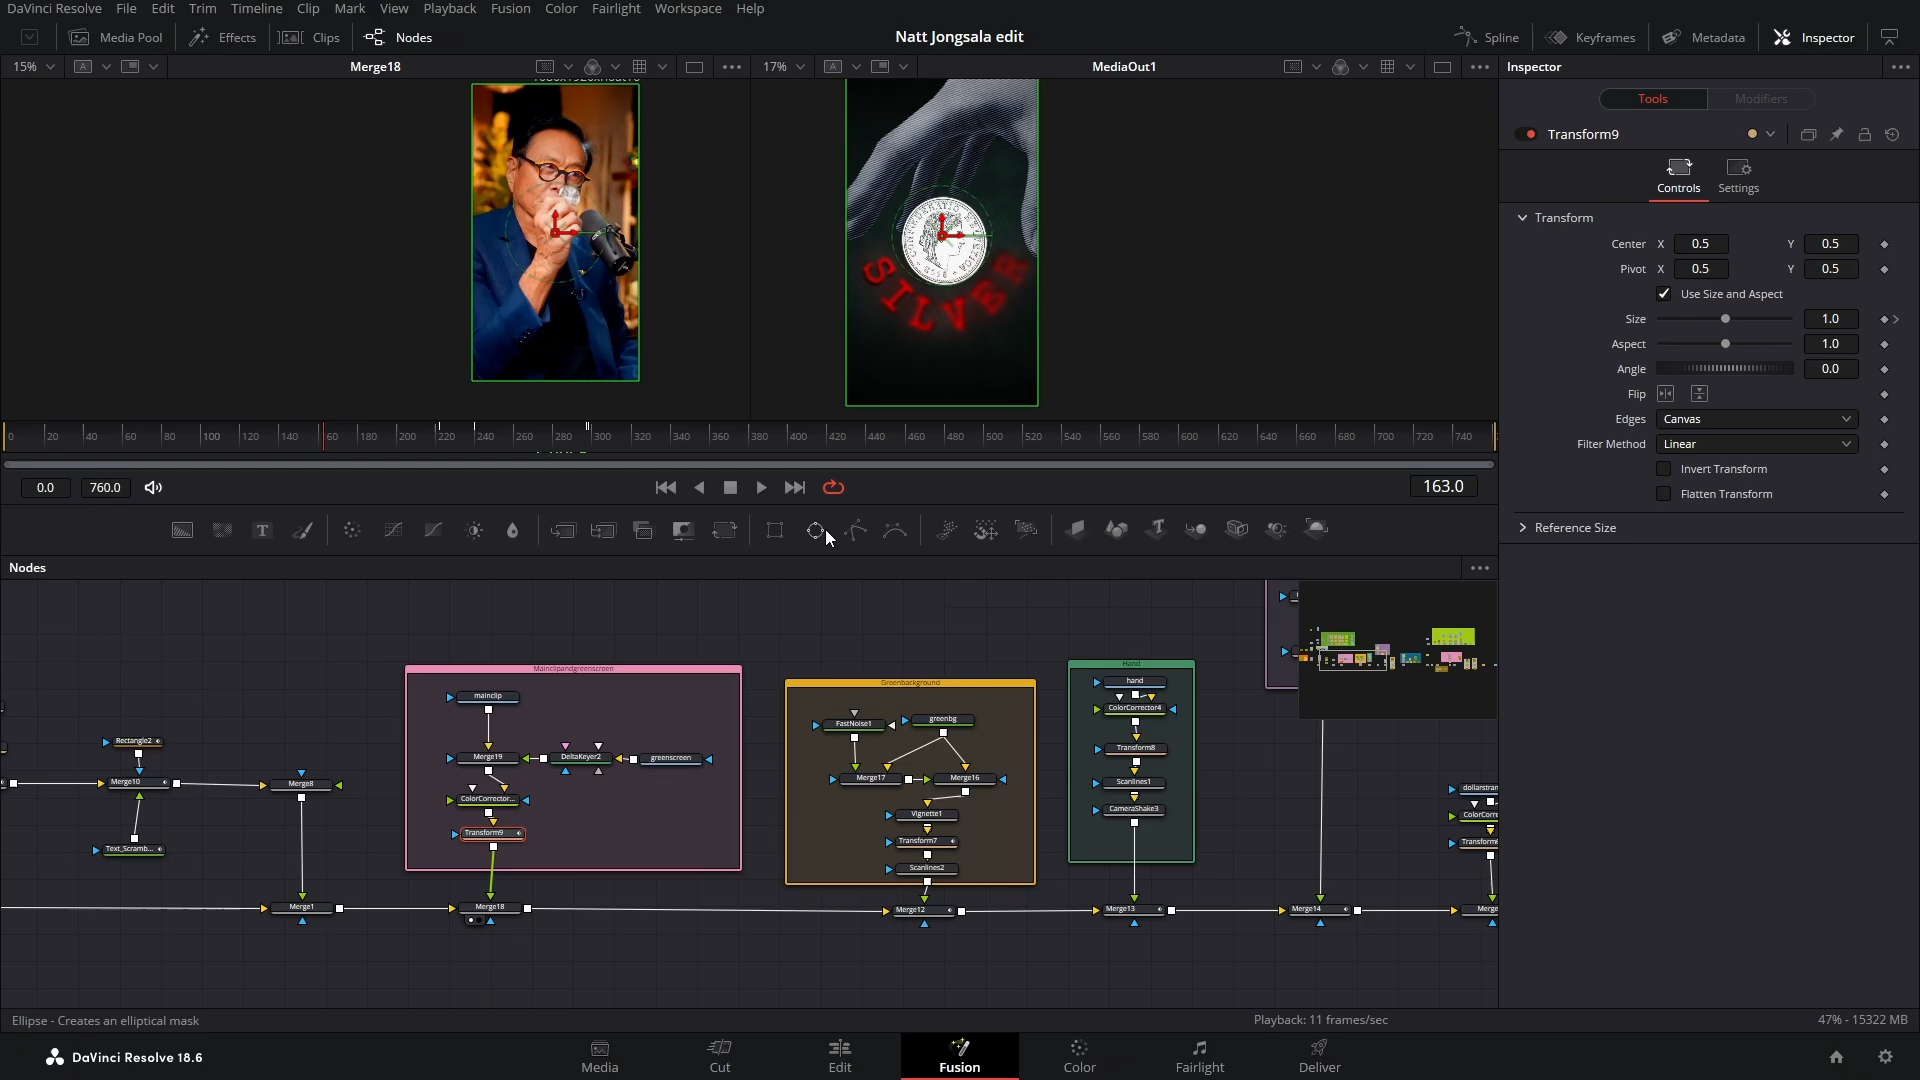 DaVinci Resolve File Edit Trim Timeline Clip Mark View Playback Fusion Color Fairlight Workspace Help
Media Pool Effects Clips Nodes Natt Jongsala edit Spline Keyframes Metadata Inspector
15% A Merge18 17% A MediaOut1 Inspector
Tools Modifiers
Transform9
Controls Settings
Transform
Center X 0.5 Y 0.5
Pivot X 0.5 Y 0.5
Use Size and Aspect
Size 1.0
Aspect 1.0
Angle 0.0
Flip
Edges Canvas
Filter Method Linear
Invert Transform
Flatten Transform
Reference Size
SILVER
0 20 40 60 80 100 120 140 160 180 200 220 240 260 280 300 320 340 360 380 400 420 440 460 480 500 520 540 560 580 600 620 640 660 680 700 720 740
0.0 760.0 163.0
T
Nodes
Mainclipandgreenscreen
mainclip
Merge19 DeltaKeyer2 greenscreen
ColorCorrector...
Transform9
Greenbackground
FastNoise1 greenbg
Merge17 Merge16
Vignette1
Transform7
Scanlines2
Hand
hand
ColorCorrector4
Transform8
Scanlines1
CameraShake3
Rectangle2
Merge10 Merge8
Text_Scramb...
dollarstran
ColorCorre
Transform
Merge1 Merge18 Merge12 Merge13 Merge14 Merge
Ellipse - Creates an elliptical mask Playback: 11 frames/sec 47% - 15322 MB
DaVinci Resolve 18.6 Media Cut Edit Fusion Color Fairlight Deliver